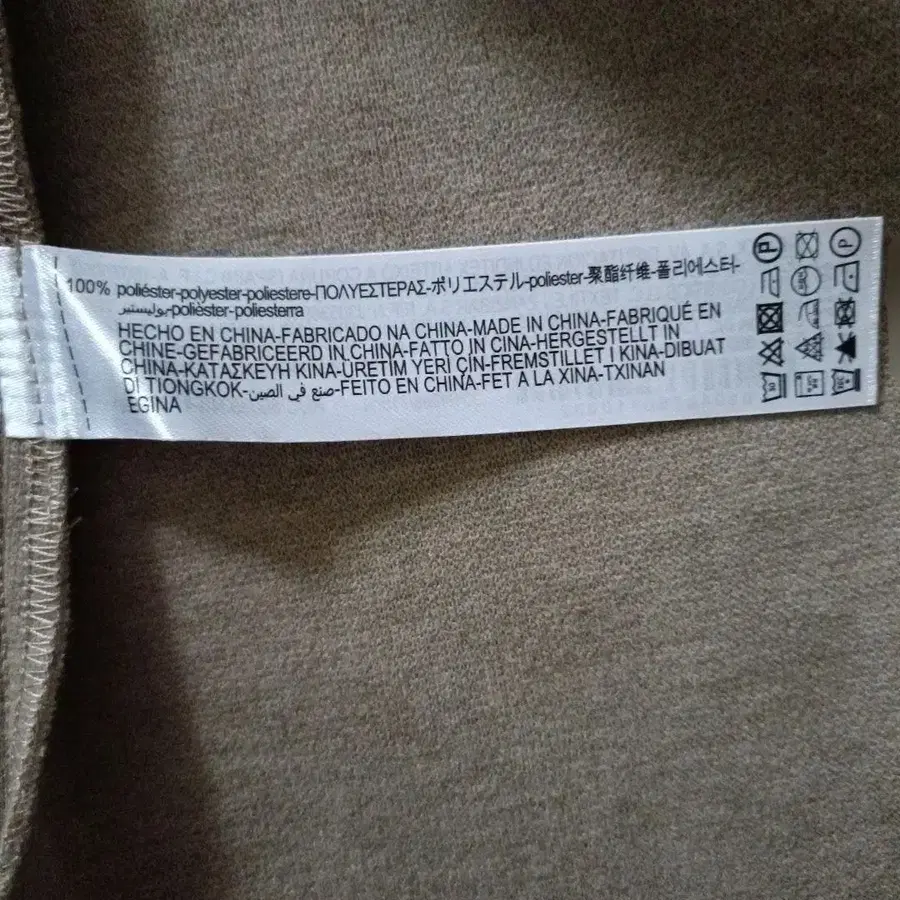 100% poliéster-polyester-poliestere-ΠΟΛΥΕΣΤΕΡΑΣ-ポリエステル-poliester-聚酯纤维-폴리에스터-
بوليستير-polièster-poliesterra
HECHO EN CHINA-FABRICADO NA CHINA-MADE IN CHINA-FABRIQUÉ EN
CHINE-GEFABRICEERD IN CHINA-FATTO IN CINA-HERGESTELLT IN
CHINA-ΚΑΤΑΣΚΕΥΗ ΚΙΝΑ-ÜRETIM YERİ ÇİN-FREMSTILLET I KINA-DIBUAT
DI TIONGKOK-صنع في الصين-FEITO EN CHINA-FET A LA XINA-TXINAN
EGINA
P
P